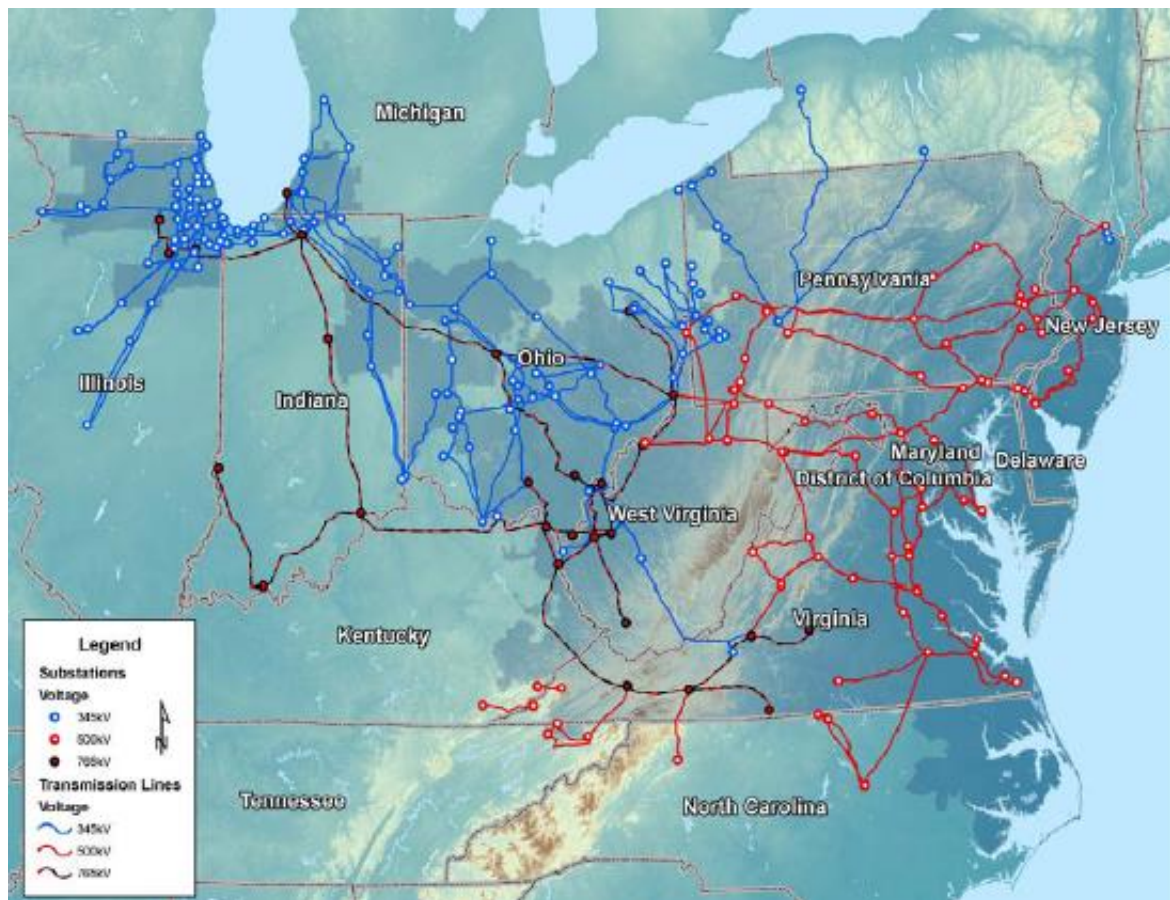 Michigan
Pennsylvania
New Jersey
Ohio
Illinois
Indiana
Maryland
Delaware
District of Columbia
West Virginia
Virginia
Kentucky
Tennessee
North Carolina
Legend
Substations
Voltage
345kV
500kV
765kV
N
Transmission Lines
Voltage
345kV
500kV
765kV